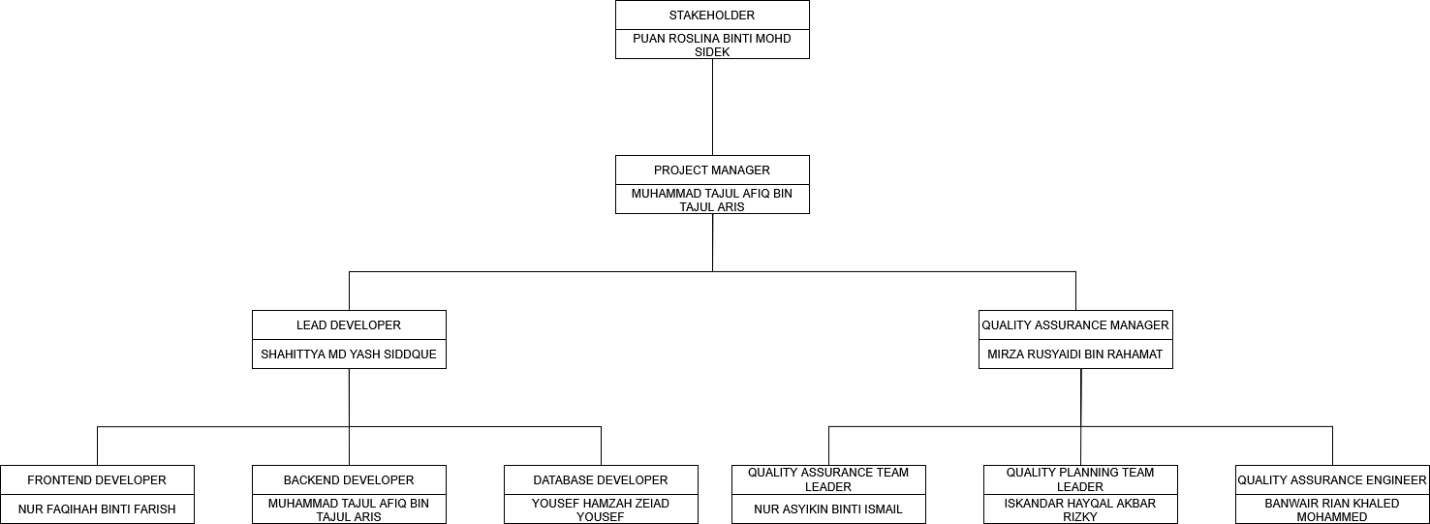 STAKEHOLDER
PUAN ROSLINA BINTI MOHD
SIDEK
PROJECT MANAGER
MUHAMMAD TAJUL AFIQ BIN
TAJUL ARIS
LEAD DEVELOPER
SHAHITTYA MD YASH SIDDQUE
QUALITY ASSURANCE MANAGER
MIRZA RUSYAIDI BIN RAHAMAT
FRONTEND DEVELOPER
NUR FAQIHAH BINTI FARISH
BACKEND DEVELOPER
MUHAMMAD TAJUL AFIQ BIN
TAJUL ARIS
DATABASE DEVELOPER
YOUSEF HAMZAH ZEIAD
YOUSEF
QUALITY ASSURANCE TEAM
LEADER
NUR ASYIKIN BINTI ISMAIL
QUALITY PLANNING TEAM
LEADER
ISKANDAR HAYQAL AKBAR
RIZKY
QUALITY ASSURANCE ENGINEER
BANWAIR RIAN KHALED
MOHAMMED